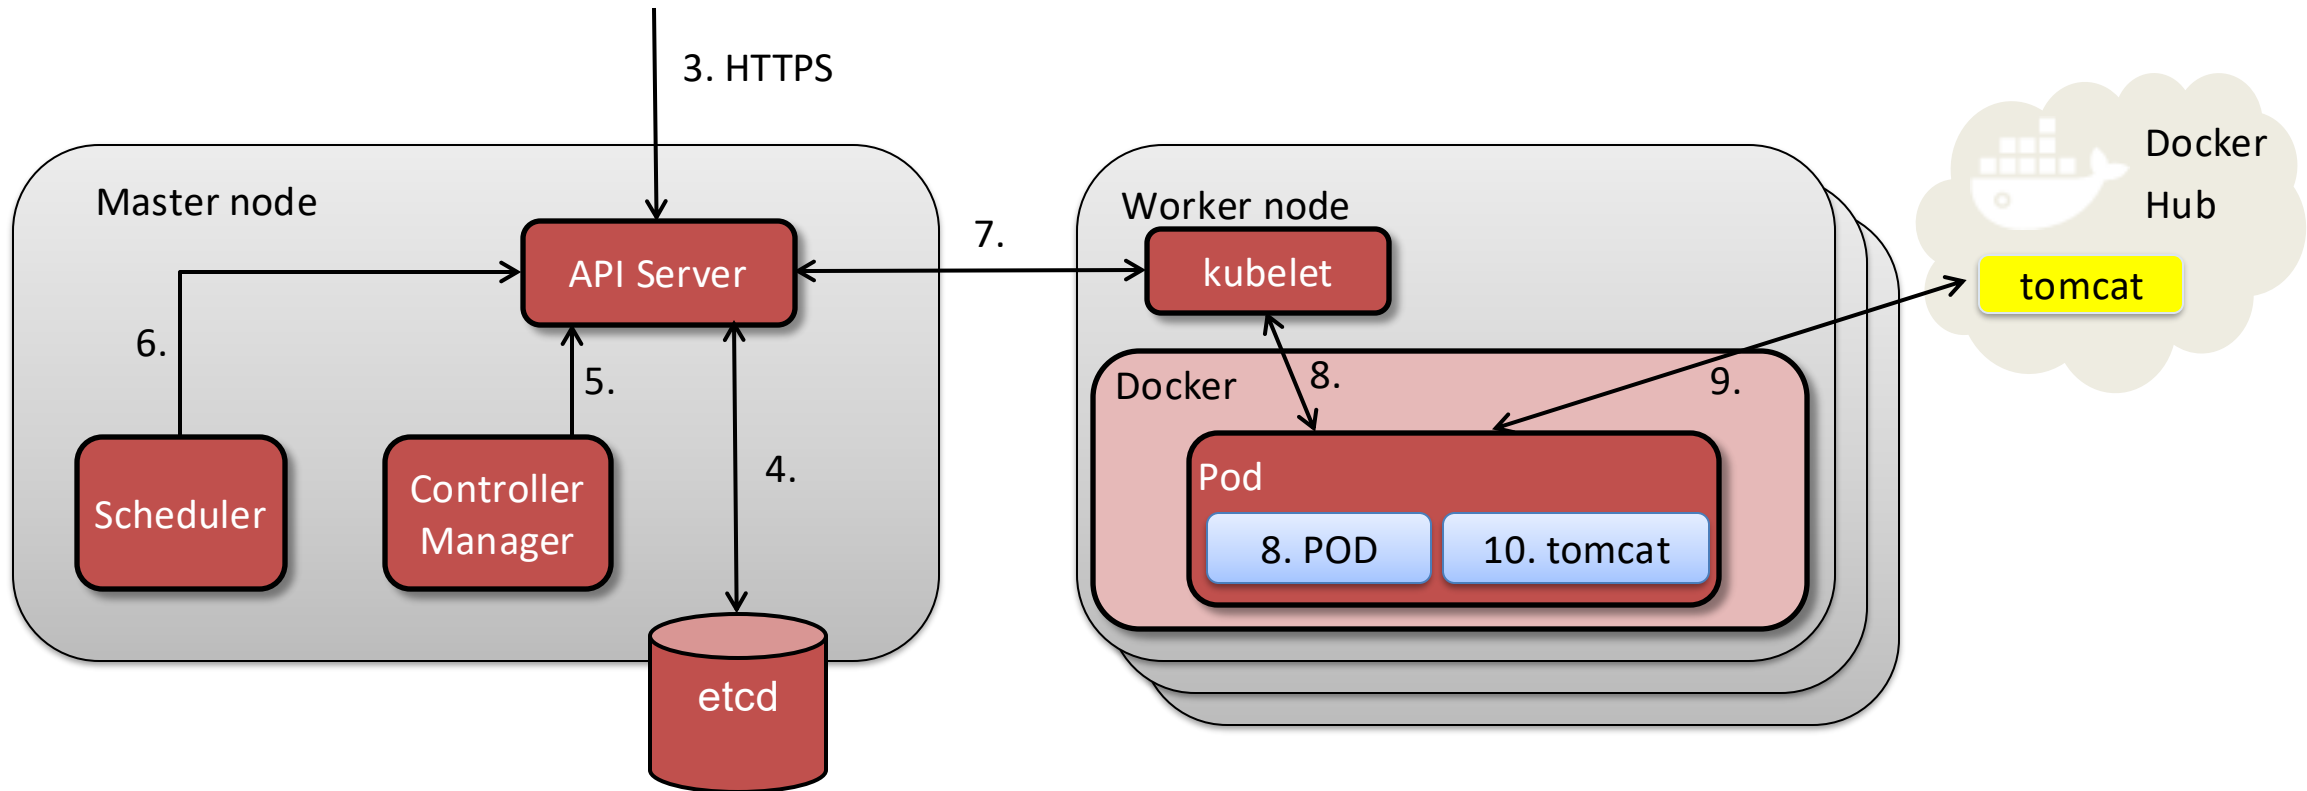 3. HTTPS
Master node
API Server
6.
5.
4.
Scheduler
Controller
Manager
etcd
7.
Worker node
kubelet
Docker
8.
9.
Pod
8. POD
10. tomcat
Docker
Hub
tomcat